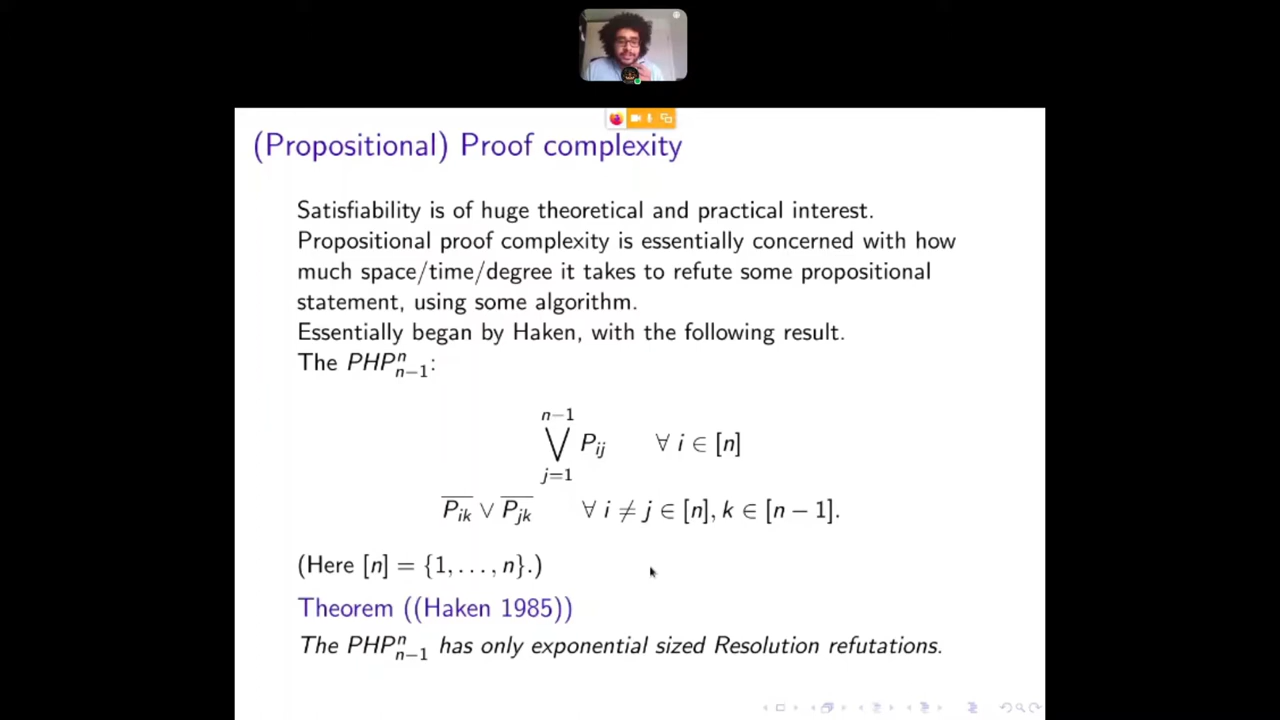 (Propositional) Proof complexity
Satisfiability is of huge theoretical and practical interest.
Propositional proof complexity is essentially concerned with how
much space/time/degree it takes to refute some propositional
statement, using some algorithm.
Essentially began by Haken, with the following result.
The PHP^n_{n−1}:
\bigvee_{j=1}^{n−1} P_{ij} ∀ i ∈ [n]
\overline{P_{ik}} ∨ \overline{P_{jk}} ∀ i ≠ j ∈ [n], k ∈ [n − 1].
(Here [n] = {1, . . . , n}.)
Theorem ((Haken 1985))
The PHP^n_{n−1} has only exponential sized Resolution refutations.